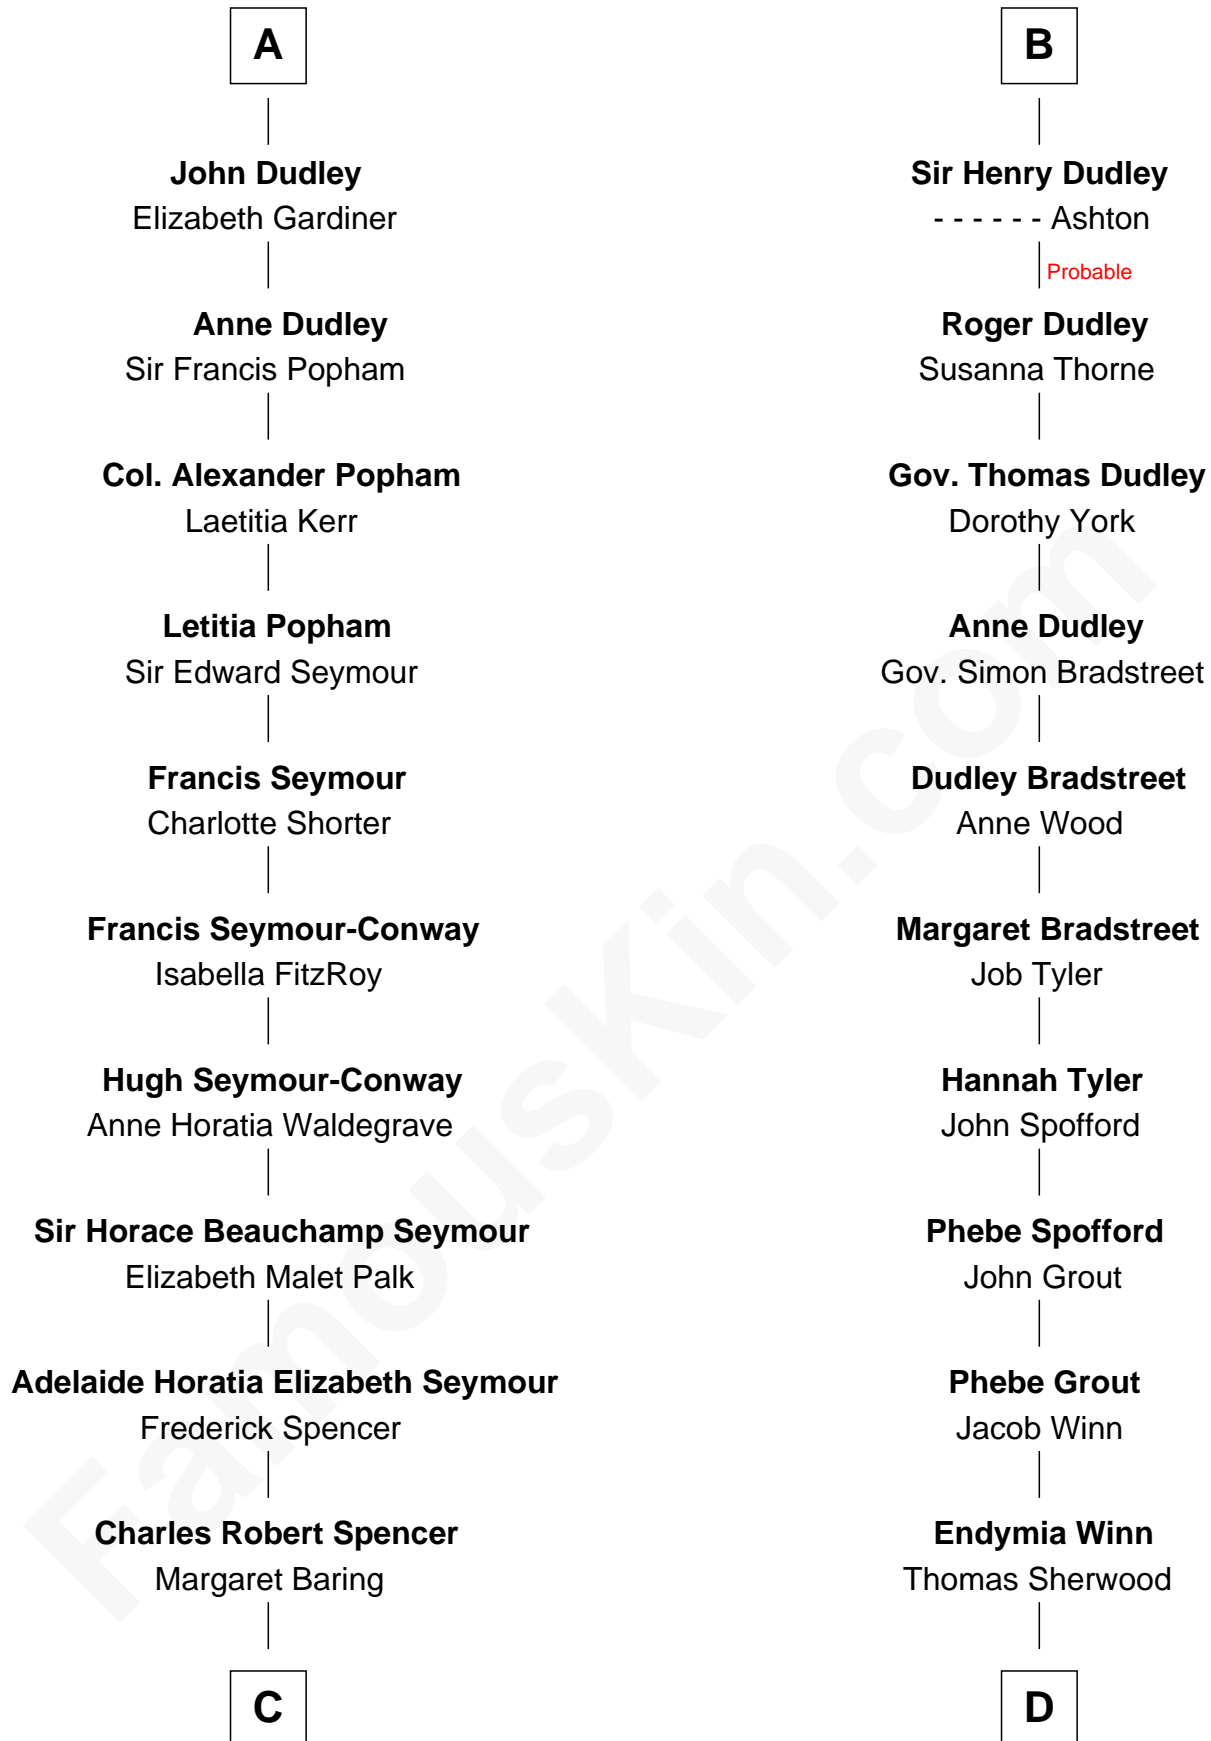 A
John Dudley
Elizabeth Gardiner
Anne Dudley
Sir Francis Popham
Col. Alexander Popham
Laetitia Kerr
Letitia Popham
Sir Edward Seymour
Francis Seymour
Charlotte Shorter
Francis Seymour-Conway
Isabella FitzRoy
Hugh Seymour-Conway
Anne Horatia Waldegrave
Sir Horace Beauchamp Seymour
Elizabeth Malet Palk
Adelaide Horatia Elizabeth Seymour
Frederick Spencer
Charles Robert Spencer
Margaret Baring
C
B
Sir Henry Dudley
- - - - - - Ashton
Probable
Roger Dudley
Susanna Thorne
Gov. Thomas Dudley
Dorothy York
Anne Dudley
Gov. Simon Bradstreet
Dudley Bradstreet
Anne Wood
Margaret Bradstreet
Job Tyler
Hannah Tyler
John Spofford
Phebe Spofford
John Grout
Phebe Grout
Jacob Winn
Endymia Winn
Thomas Sherwood
D
FamousKin.com